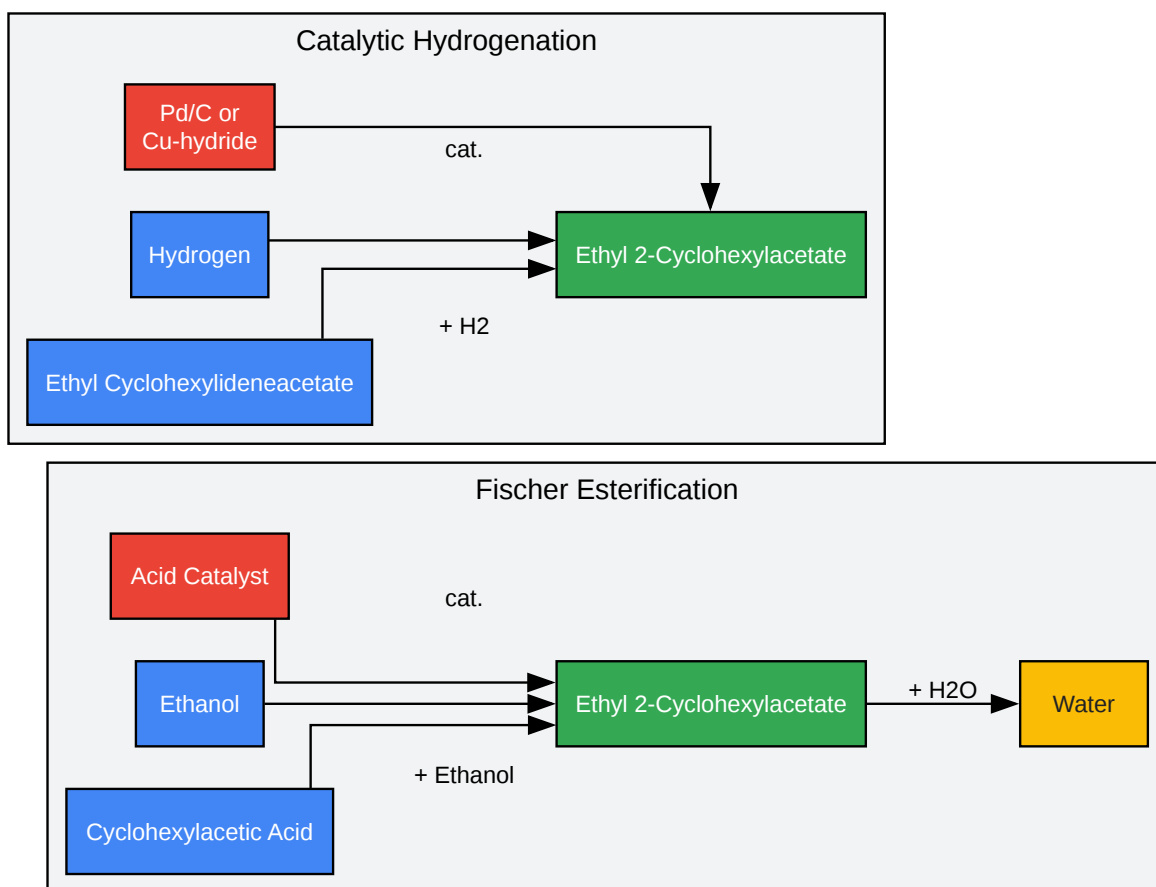 Catalytic Hydrogenation
Pd/C or
Cu-hydride
cat.
Hydrogen
Ethyl 2-Cyclohexylacetate
+ H2
Ethyl Cyclohexylideneacetate
Fischer Esterification
Acid Catalyst
cat.
Ethanol
Ethyl 2-Cyclohexylacetate
+ H2O
Water
+ Ethanol
Cyclohexylacetic Acid